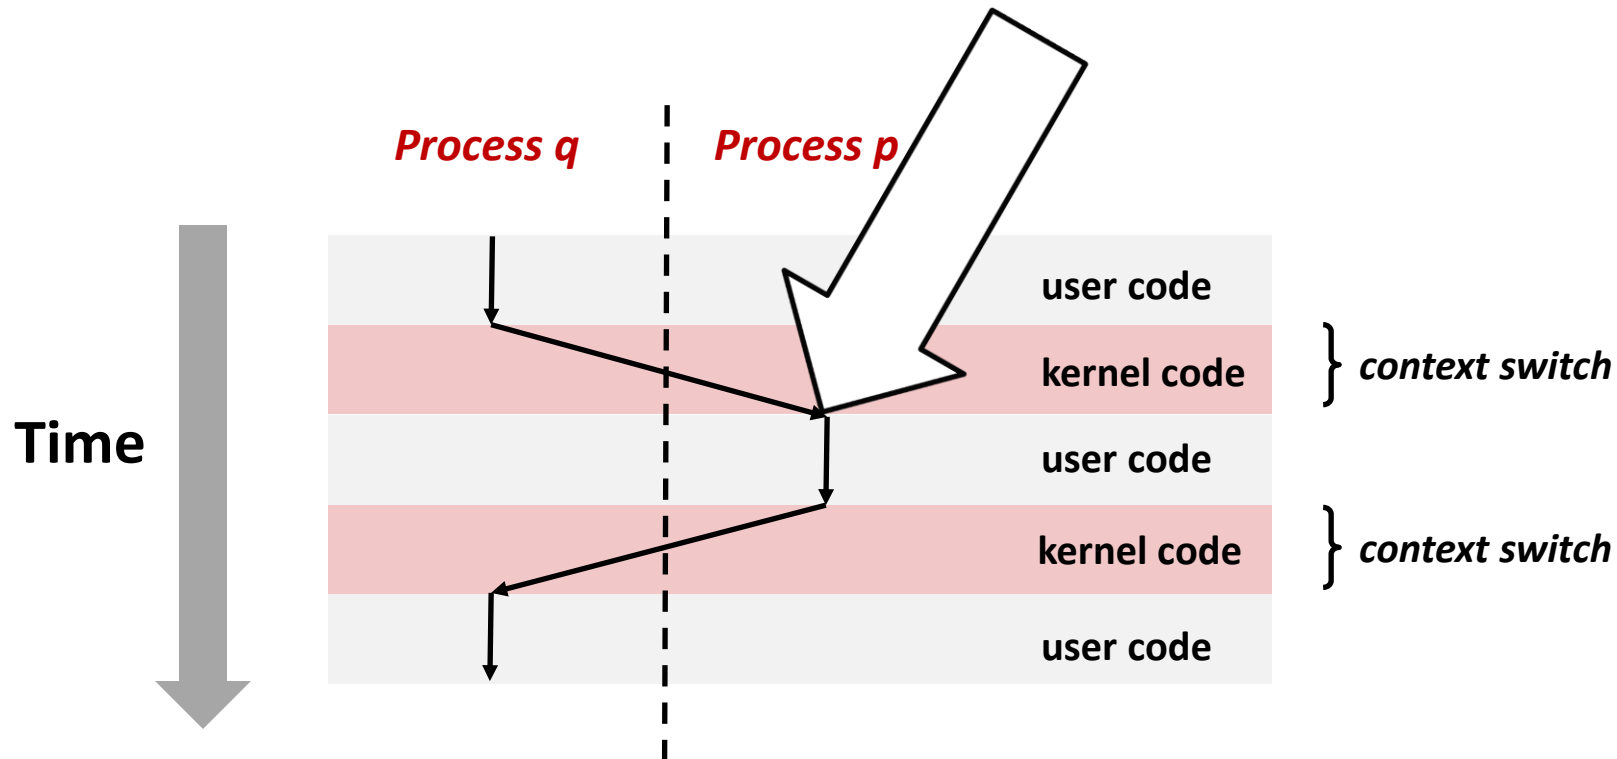 Process q
Process p
user code
kernel code
context switch
Time
user code
kernel code
context switch
user code